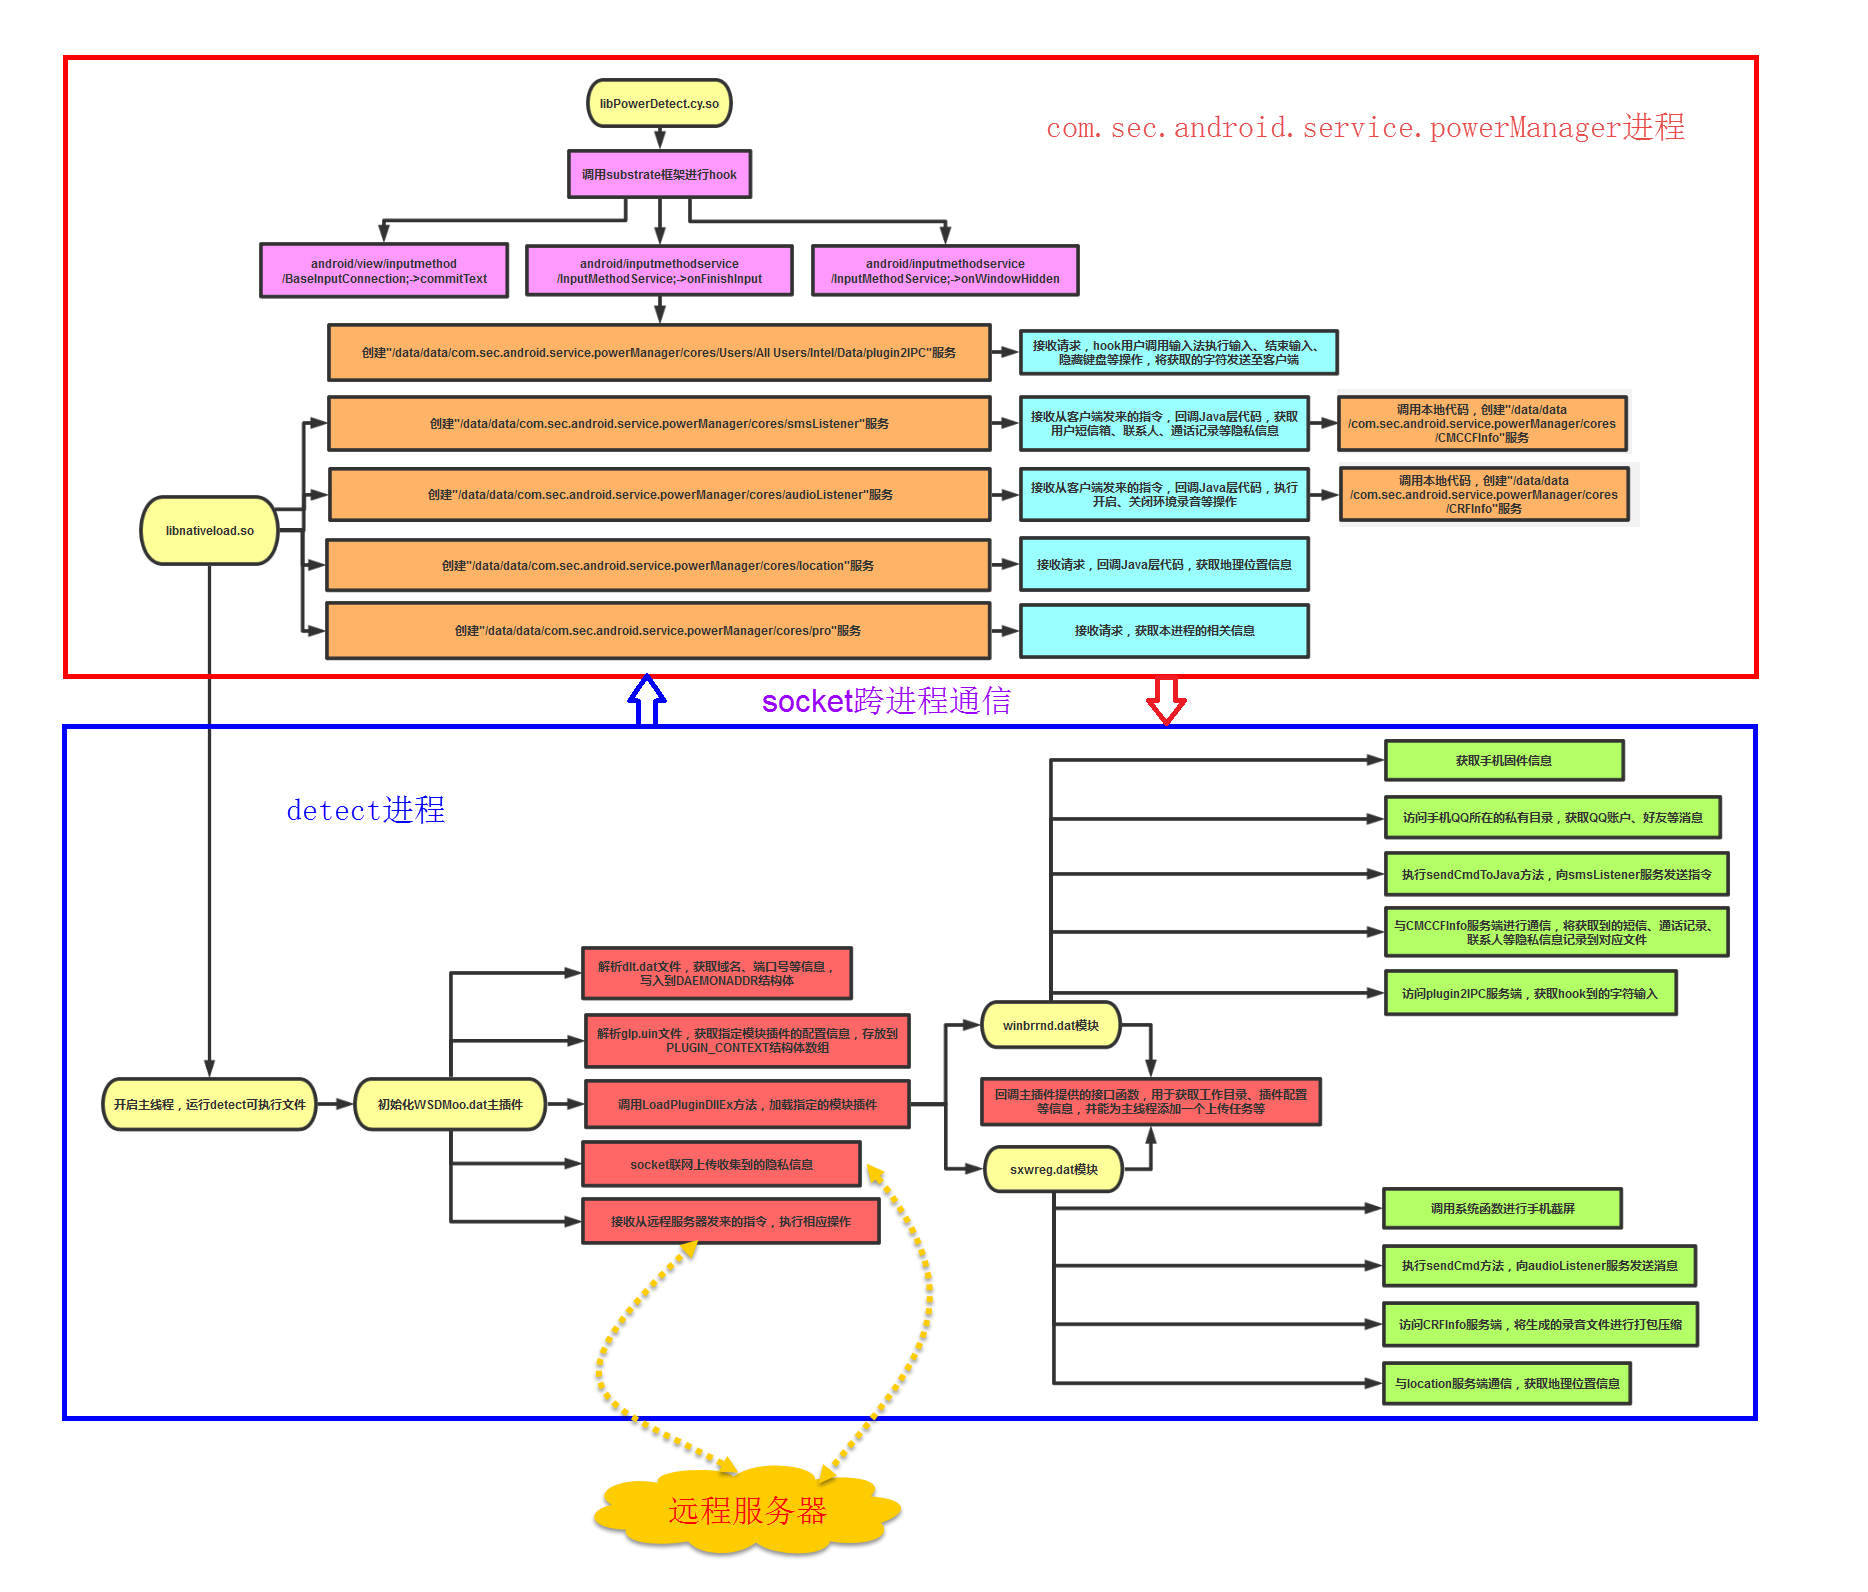 libPowerDetect.cy.so
com.sec.android.service.powerManager进程
调用substrate框架进行hook
android/view/inputmethod
/BaseInputConnection;->commitText
android/inputmethodservice
/InputMethodService;->onFinishInput
android/inputmethodservice
/InputMethodService;->onWindowHidden
创建"/data/data/com.sec.android.service.powerManager/cores/Users/All Users/Intel/Data/plugin2IPC"服务
接收请求，hook用户调用输入法执行输入、结束输入、
隐藏键盘等操作，将获取的字符发送至客户端
创建"/data/data/com.sec.android.service.powerManager/cores/smsListener"服务
接收从客户端发来的指令，回调Java层代码，获取
用户短信箱、联系人、通话记录等隐私信息
调用本地代码，创建"/data/data
/com.sec.android.service.powerManager/cores
/CMCCFInfo"服务
创建"/data/data/com.sec.android.service.powerManager/cores/audioListener"服务
接收从客户端发来的指令，回调Java层代码，执行
开启、关闭环境录音等操作
调用本地代码，创建"/data/data
/com.sec.android.service.powerManager/cores
/CRFInfo"服务
libnativeload.so
创建"/data/data/com.sec.android.service.powerManager/cores/location"服务
接收请求，回调Java层代码，获取地理位置信息
创建"/data/data/com.sec.android.service.powerManager/cores/pro"服务
接收请求，获取本进程的相关信息
socket跨进程通信
detect进程
获取手机固件信息
访问手机QQ所在的私有目录，获取QQ账户、好友等消息
执行sendCmdToJava方法，向smsListener服务发送指令
与CMCCFInfo服务端进行通信，将获取到的短信、通话记录、
联系人等隐私信息记录到对应文件
访问plugin2IPC服务端，获取hook到的字符输入
解析dlt.dat文件，获取域名、端口号等信息，
写入到DAEMONADDR结构体
解析glp.uin文件，获取指定模块插件的配置信息，存放到
PLUGIN_CONTEXT结构体数组
winbrrnd.dat模块
开启主线程，运行detect可执行文件
初始化WSDMoo.dat主插件
调用LoadPluginDllEx方法，加载指定的模块插件
回调主插件提供的接口函数，用于获取工作目录、插件配置
等信息，并能为主线程添加一个上传任务等
socket联网上传收集到的隐私信息
sxwreg.dat模块
接收从远程服务器发来的指令，执行相应操作
调用系统函数进行手机截屏
执行sendCmd方法，向audioListener服务发送消息
访问CRFInfo服务端，将生成的录音文件进行打包压缩
与location服务端通信，获取地理位置信息
远程服务器